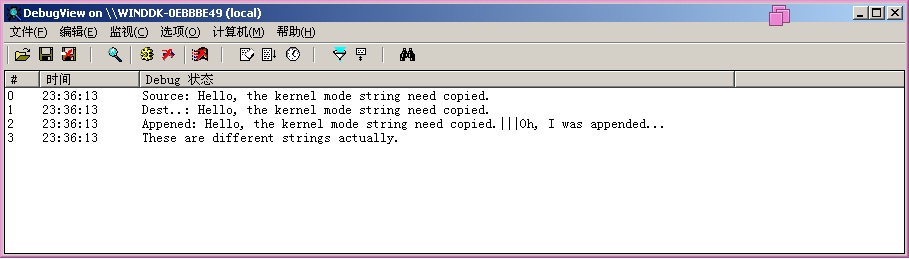 DebugView on \\WINDDK-0EBBBE49 (local)
文件(F) 编辑(E) 监视(C) 选项(O) 计算机(M) 帮助(H)
# 时间 Debug 状态
0 23:36:13 Source: Hello, the kernel mode string need copied.
1 23:36:13 Dest..: Hello, the kernel mode string need copied.
2 23:36:13 Appened: Hello, the kernel mode string need copied.|||Oh, I was appended...
3 23:36:13 These are different strings actually.